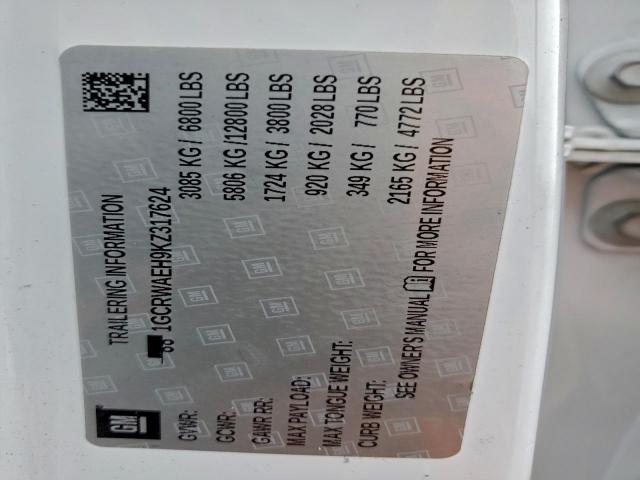 GM
TRAILERING INFORMATION
1GCRWAEH9KZ317624
GVWR: 3085 KG / 6800 LBS
GCWR: 5806 KG /12800 LBS
GAWR RR: 1724 KG / 3800 LBS
MAX PAYLOAD: 920 KG / 2028 LBS
MAX TONGUE WEIGHT: 349 KG / 770 LBS
CURB WEIGHT: 2165 KG / 4772 LBS
SEE OWNER'S MANUAL FOR MORE INFORMATION